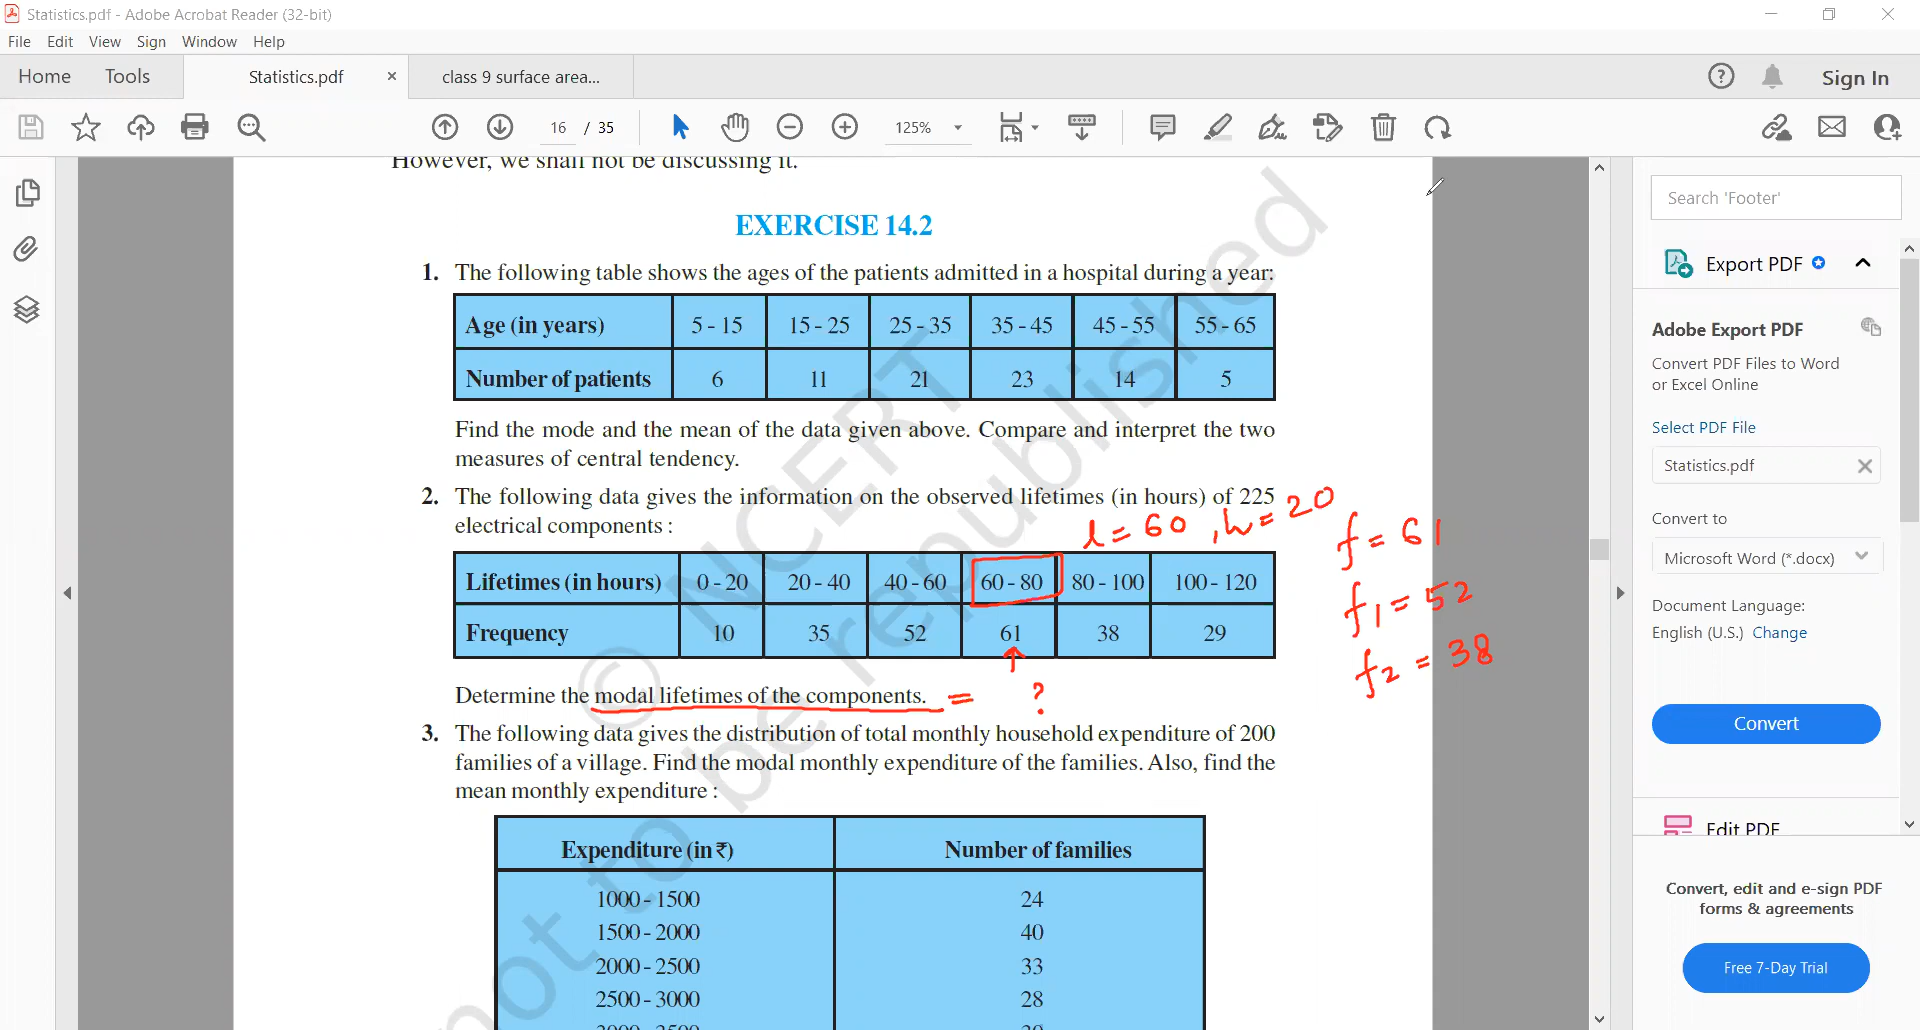 Statistics.pdf - Adobe Acrobat Reader (32-bit)
File Edit View Sign Window Help
Home Tools Statistics.pdf × class 9 surface area... Sign In
16 / 35 125%
However, we shall not be discussing it.
EXERCISE 14.2
1. The following table shows the ages of the patients admitted in a hospital during a year:
Age (in years) 5 - 15 15 - 25 25 - 35 35 - 45 45 - 55 55 - 65
Number of patients 6 11 21 23 14 5
Find the mode and the mean of the data given above. Compare and interpret the two
measures of central tendency.
2. The following data gives the information on the observed lifetimes (in hours) of 225
electrical components :
l = 60 , h = 20
f = 61
f1 = 52
f2 = 38
Lifetimes (in hours) 0 - 20 20 - 40 40 - 60 60 - 80 80 - 100 100 - 120
Frequency 10 35 52 61 38 29
Determine the modal lifetimes of the components. = ?
3. The following data gives the distribution of total monthly household expenditure of 200
families of a village. Find the modal monthly expenditure of the families. Also, find the
mean monthly expenditure :
Expenditure (in ₹) Number of families
1000 - 1500 24
1500 - 2000 40
2000 - 2500 33
2500 - 3000 28
© NCERT
not to be republished
Search 'Footer'
Export PDF
Adobe Export PDF
Convert PDF Files to Word
or Excel Online
Select PDF File
Statistics.pdf
Convert to
Microsoft Word (*.docx)
Document Language:
English (U.S.) Change
Convert
Edit PDF
Convert, edit and e-sign PDF
forms & agreements
Free 7-Day Trial